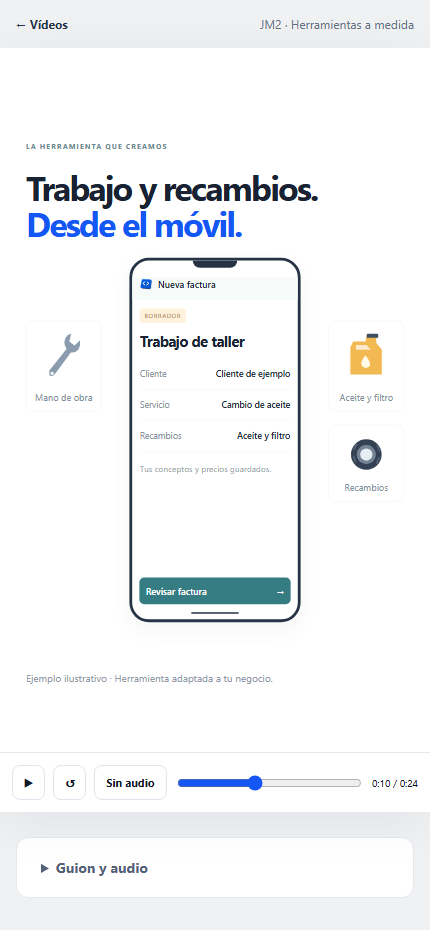 ← Vídeos
JM2 · Herramientas a medida
LA HERRAMIENTA QUE CREAMOS
Trabajo y recambios.
Desde el móvil.
Nueva factura
BORRADOR
Trabajo de taller
Cliente Cliente de ejemplo
Servicio Cambio de aceite
Recambios Aceite y filtro
Tus conceptos y precios guardados.
Revisar factura →
Mano de obra
Aceite y filtro
Recambios
Ejemplo ilustrativo · Herramienta adaptada a tu negocio.
▶ ↺ Sin audio 0:10 / 0:24
▶ Guion y audio